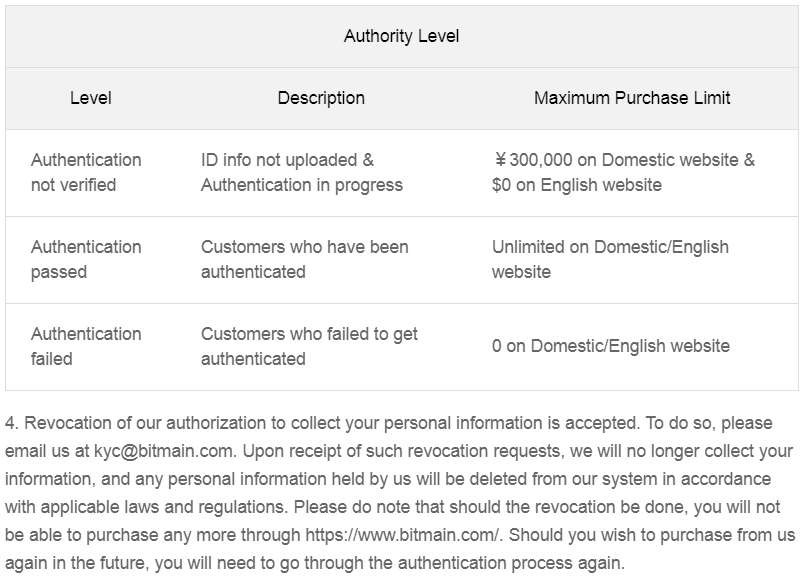 Authority Level
Level Description Maximum Purchase Limit
Authentication ID info not uploaded & ¥300,000 on Domestic website &
not verified Authentication in progress $0 on English website
Authentication Customers who have been Unlimited on Domestic/English
passed authenticated website
Authentication Customers who failed to get 0 on Domestic/English website
failed authenticated
4. Revocation of our authorization to collect your personal information is accepted. To do so, please
email us at kyc@bitmain.com. Upon receipt of such revocation requests, we will no longer collect your
information, and any personal information held by us will be deleted from our system in accordance
with applicable laws and regulations. Please do note that should the revocation be done, you will not
be able to purchase any more through https://www.bitmain.com/. Should you wish to purchase from us
again in the future, you will need to go through the authentication process again.